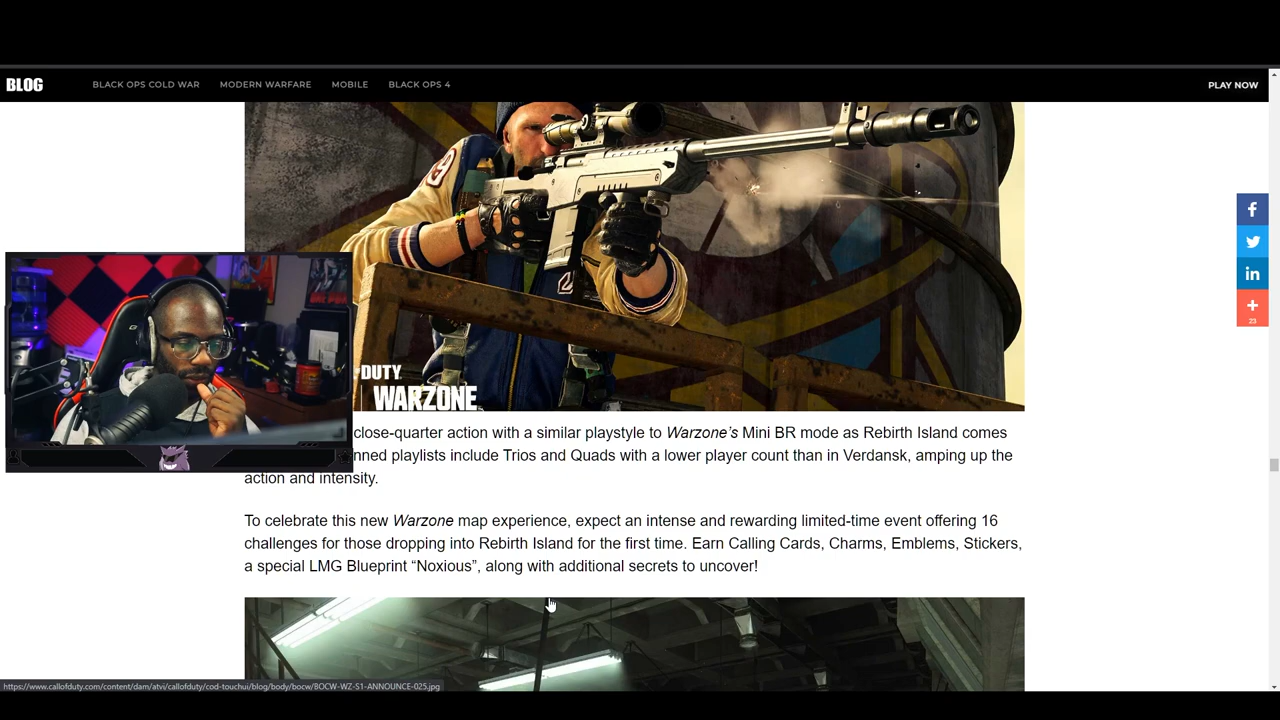 BLOG
BLACK OPS COLD WAR
MODERN WARFARE
MOBILE
BLACK OPS 4
PLAY NOW
23
DUTY
WARZONE
close-quarter action with a similar playstyle to Warzone's Mini BR mode as Rebirth Island comes
nned playlists include Trios and Quads with a lower player count than in Verdansk, amping up the
action and intensity.
To celebrate this new Warzone map experience, expect an intense and rewarding limited-time event offering 16
challenges for those dropping into Rebirth Island for the first time. Earn Calling Cards, Charms, Emblems, Stickers,
a special LMG Blueprint “Noxious”, along with additional secrets to uncover!
https://www.callofduty.com/content/dam/atvi/callofduty/cod-touchui/blog/body/bocw/BOCW-WZ-S1-ANNOUNCE-025.jpg